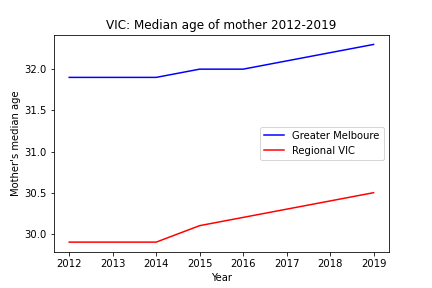 VIC: Median age of mother 2012-2019
Mother's median age
32.0
31.5
31.0
30.5
30.0
Greater Melboure
Regional VIC
2012 2013 2014 2015 2016 2017 2018 2019
Year